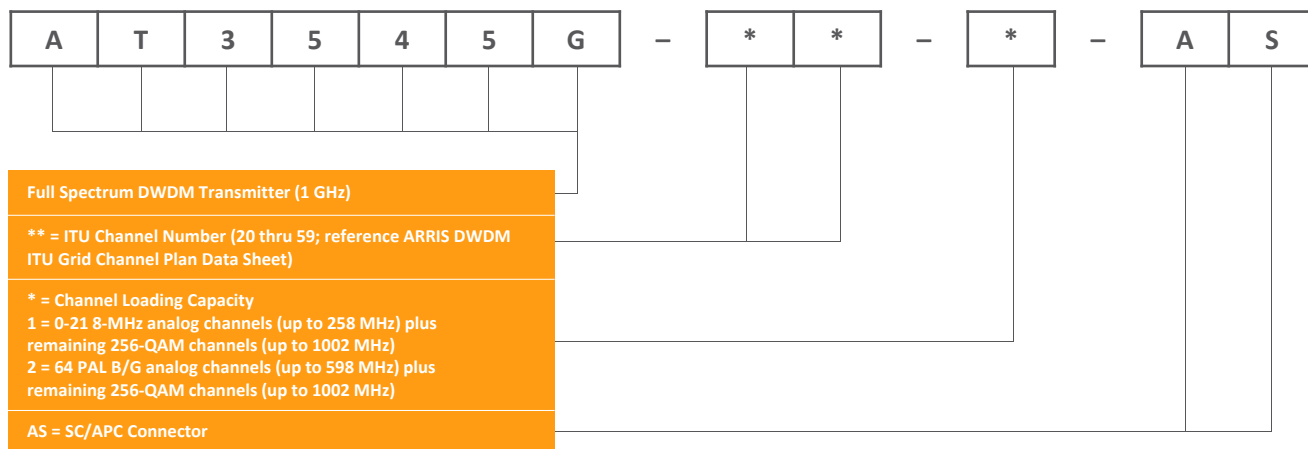 A T 3 5 4 5 G – * * – * – A S
Full Spectrum DWDM Transmitter (1 GHz)
** = ITU Channel Number (20 thru 59; reference ARRIS DWDM
ITU Grid Channel Plan Data Sheet)
* = Channel Loading Capacity
1 = 0-21 8-MHz analog channels (up to 258 MHz) plus
remaining 256-QAM channels (up to 1002 MHz)
2 = 64 PAL B/G analog channels (up to 598 MHz) plus
remaining 256-QAM channels (up to 1002 MHz)
AS = SC/APC Connector